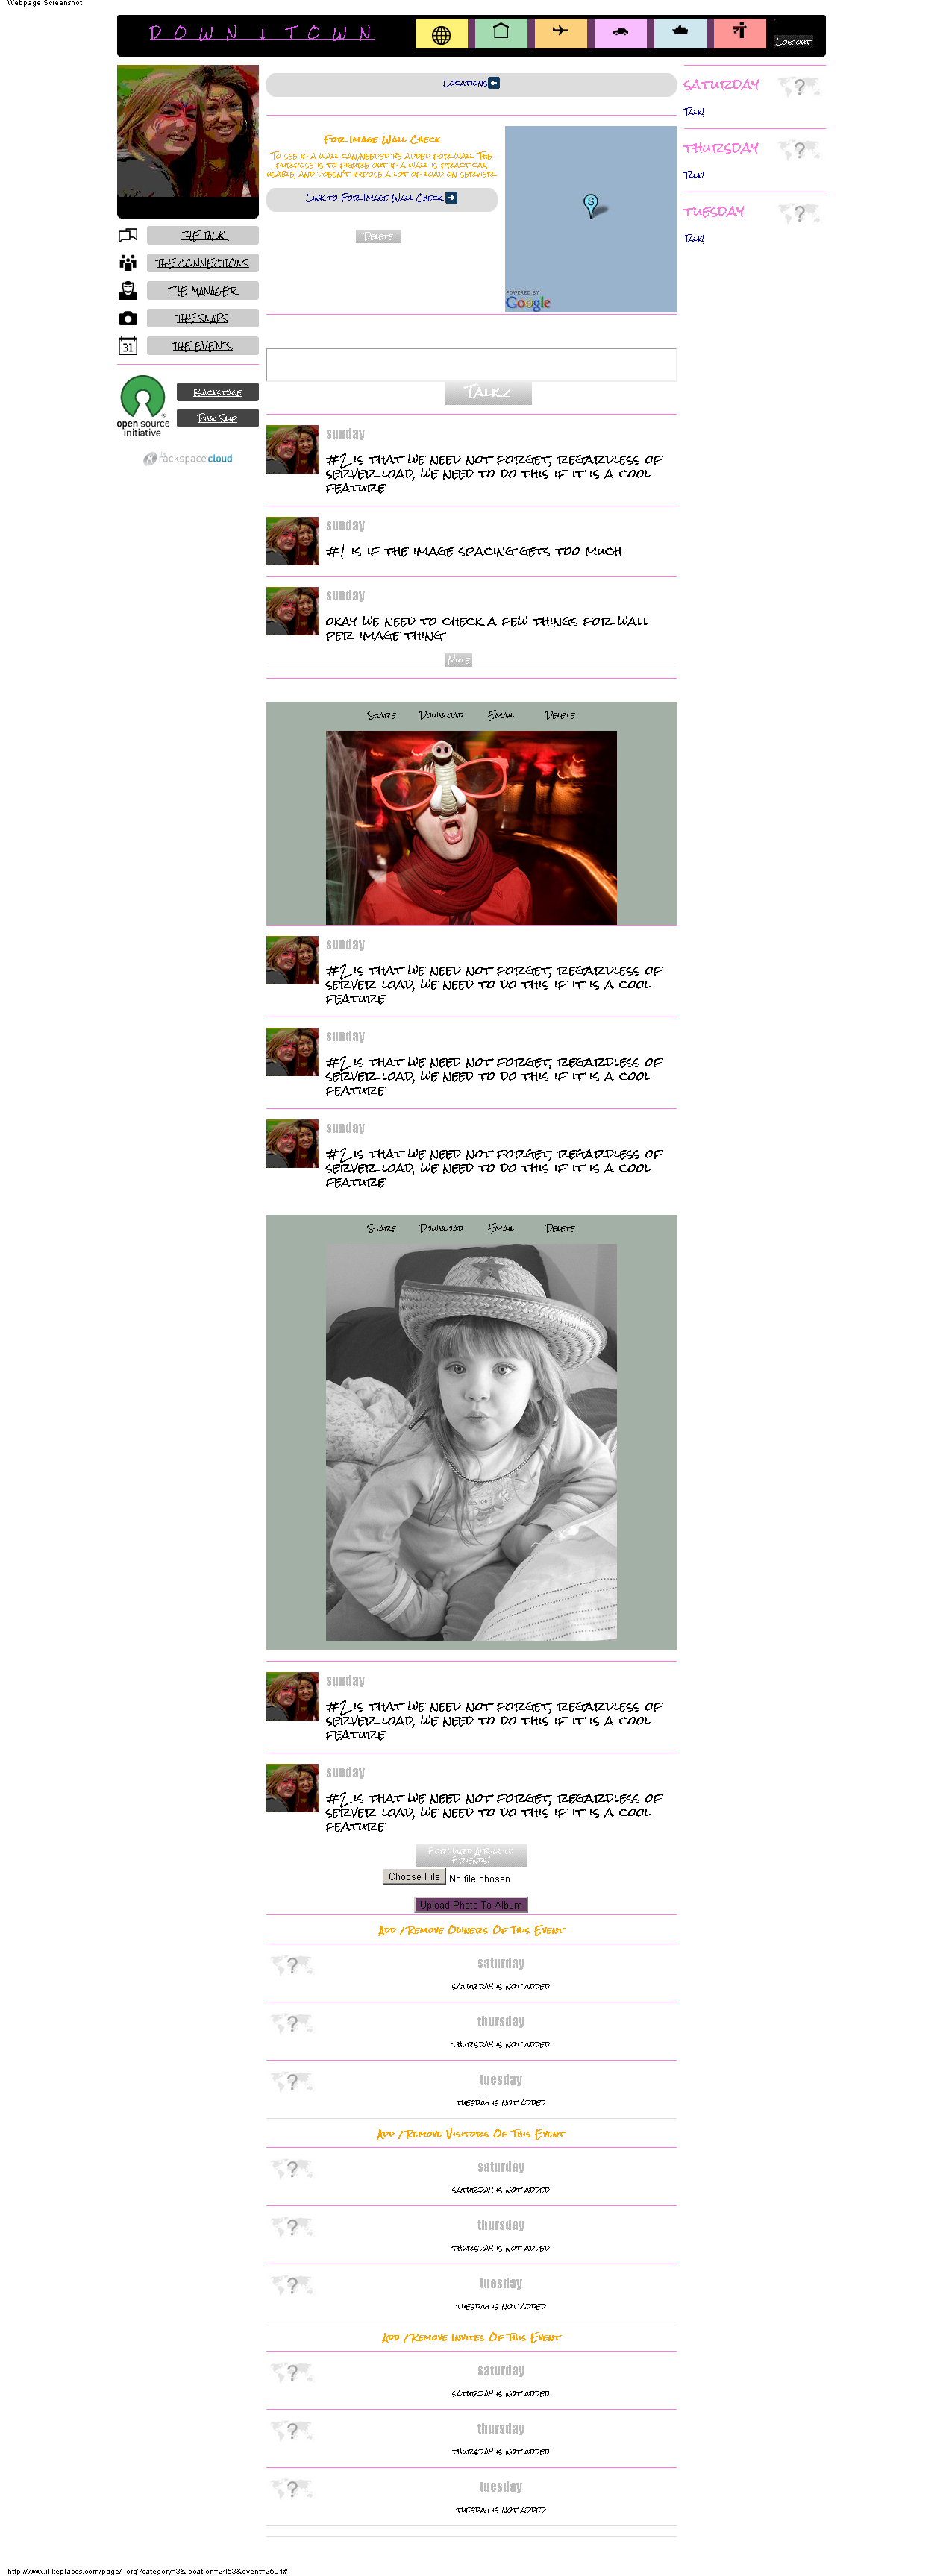 Webpage Screenshot
DOWN ↓ TOWN
Log out
Locations
SATURDAY
Talk!
THURSDAY
Talk!
TUESDAY
Talk!
For Image Wall Check
To see if a wall can/needed be added for wall. The
purpose is to figure out if a wall is practical,
usable, and doesn't impose a lot of load on server.
Link to For Image Wall Check
Delete
S
POWERED BY
Google
THE TALK
THE CONNECTIONS
THE MANAGER
THE SNAPS
31
THE EVENTS
Backstage
Pink Slip
open source
initiative
the rackspace cloud
Talk!
sunday
#2 is that we need not forget, regardless of
server load, we need to do this if it is a cool
feature
sunday
#1 is if the image spacing gets too much
sunday
okay we need to check a few things for wall
per image thing
Mute
Share Download Email Delete
sunday
#2 is that we need not forget, regardless of
server load, we need to do this if it is a cool
feature
sunday
#2 is that we need not forget, regardless of
server load, we need to do this if it is a cool
feature
sunday
#2 is that we need not forget, regardless of
server load, we need to do this if it is a cool
feature
Share Download Email Delete
sunday
#2 is that we need not forget, regardless of
server load, we need to do this if it is a cool
feature
sunday
#2 is that we need not forget, regardless of
server load, we need to do this if it is a cool
feature
Forward Album to
Friends!
Choose File No file chosen
Upload Photo To Album
Add / Remove Owners Of This Event
?
saturday
saturday is not added
?
thursday
thursday is not added
?
tuesday
tuesday is not added
Add / Remove Visitors Of This Event
?
saturday
saturday is not added
?
thursday
thursday is not added
?
tuesday
tuesday is not added
Add / Remove Invites Of This Event
?
saturday
saturday is not added
?
thursday
thursday is not added
?
tuesday
tuesday is not added
http://www.ilikeplaces.com/page/_org?category=3&location=2453&event=2501#